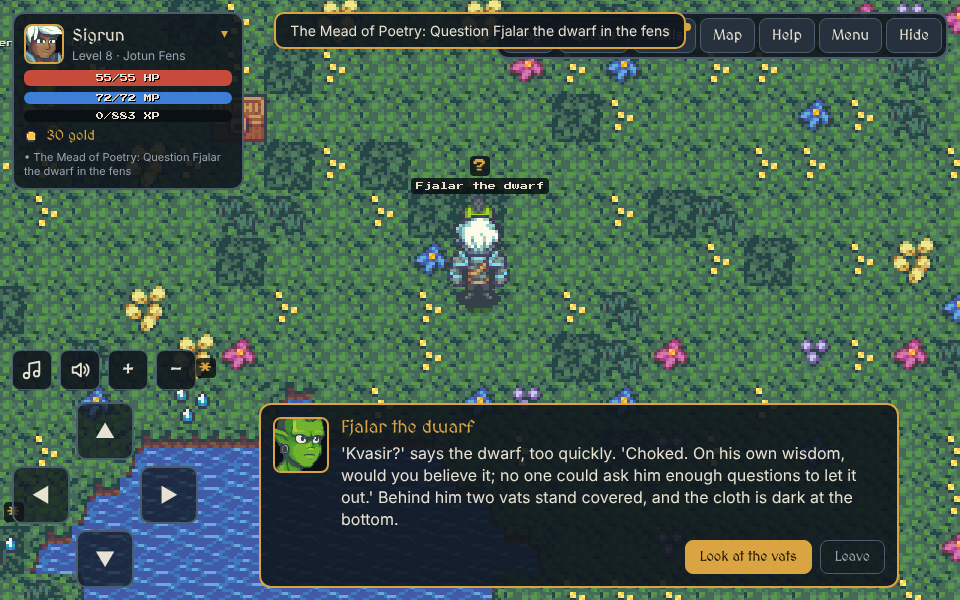 Sigrun
Level 8 · Jotun Fens
55/55 HP
72/72 MP
0/883 XP
30 gold
• The Mead of Poetry: Question Fjalar
the dwarf in the fens
The Mead of Poetry: Question Fjalar the dwarf in the fens
Map
Help
Menu
Hide
?
Fjalar the dwarf
+
−
Fjalar the dwarf
'Kvasir?' says the dwarf, too quickly. 'Choked. On his own wisdom,
would you believe it; no one could ask him enough questions to let it
out.' Behind him two vats stand covered, and the cloth is dark at the
bottom.
Look at the vats
Leave